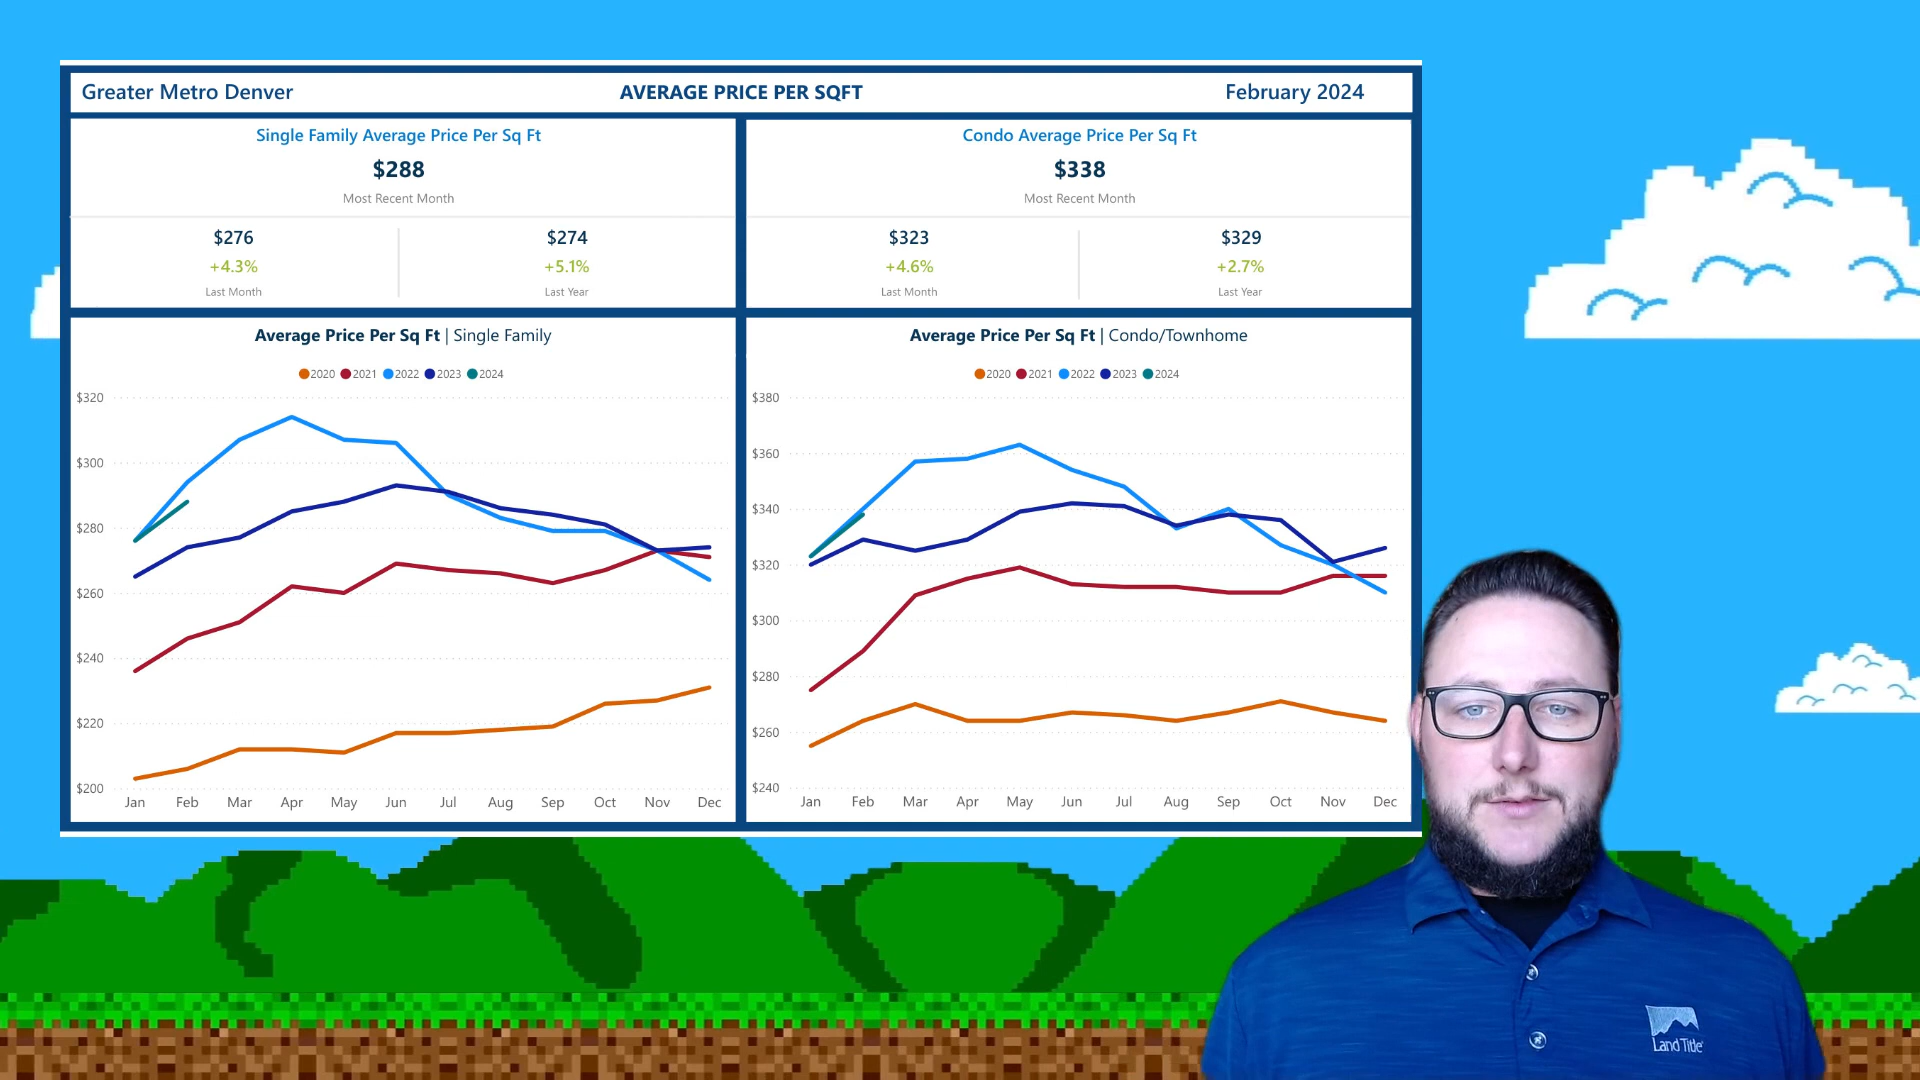 Greater Metro Denver
AVERAGE PRICE PER SQFT
February 2024
Single Family Average Price Per Sq Ft
$288
Most Recent Month
$276
+4.3%
Last Month
$274
+5.1%
Last Year
Condo Average Price Per Sq Ft
$338
Most Recent Month
$323
+4.6%
Last Month
$329
+2.7%
Last Year
Average Price Per Sq Ft | Single Family
2020 2021 2022 2023 2024
$320
$300
$280
$260
$240
$220
$200
Jan Feb Mar Apr May Jun Jul Aug Sep Oct Nov Dec
Average Price Per Sq Ft | Condo/Townhome
2020 2021 2022 2023 2024
$380
$360
$340
$320
$300
$280
$260
$240
Jan Feb Mar Apr May Jun Jul Aug Sep Oct Nov Dec
Land Title